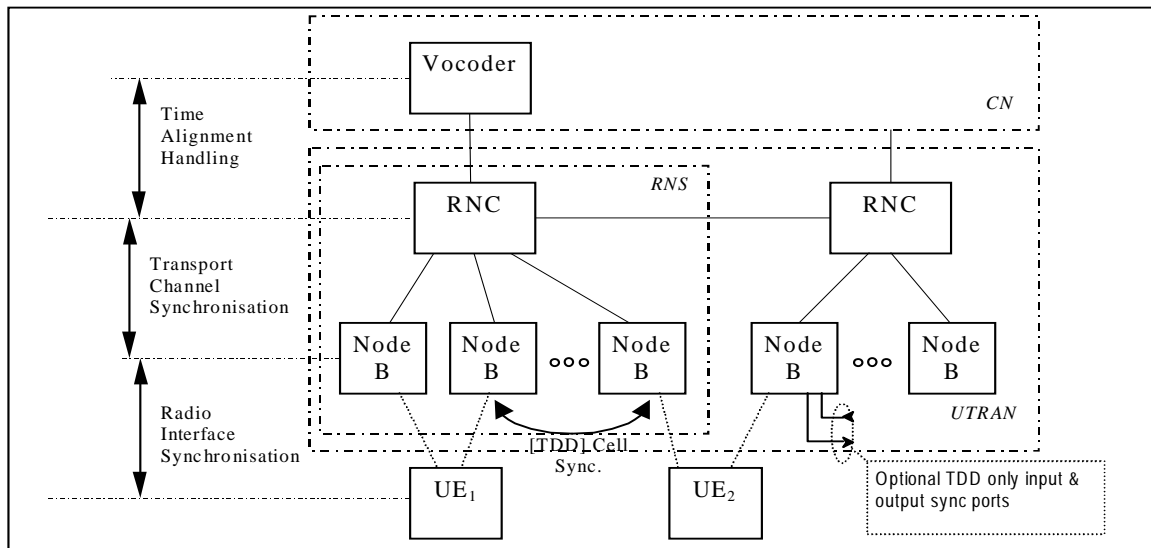 Vocoder
CN
Time
Alignment
Handling
RNS
RNC
RNC
Transport
Channel
Synchronisation
Node
B
Node
B
Node
B
Node
B
Node
B
UTRAN
Radio
Interface
Synchronisation
[TDD] Cell
Sync.
UE1
UE2
Optional TDD only input &
output sync ports